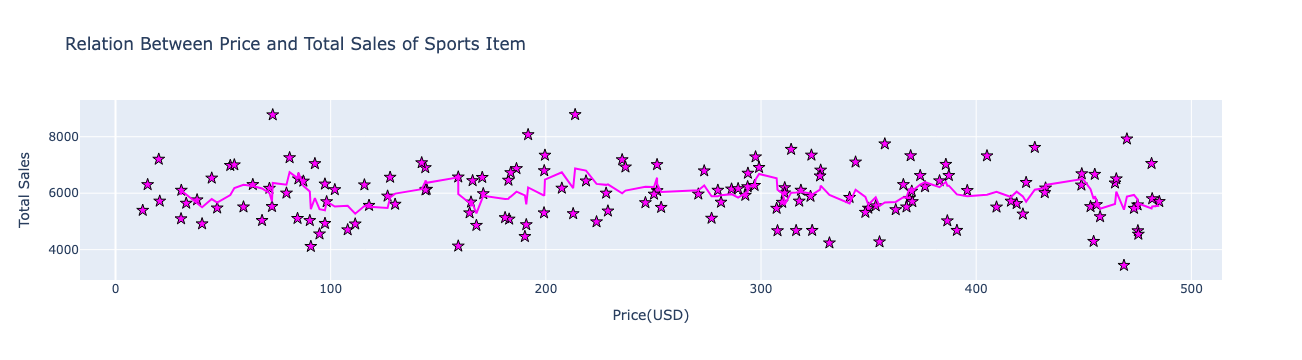 Relation Between Price and Total Sales of Sports Item
8000
6000
4000
Total Sales
0 100 200 300 400 500
Price(USD)